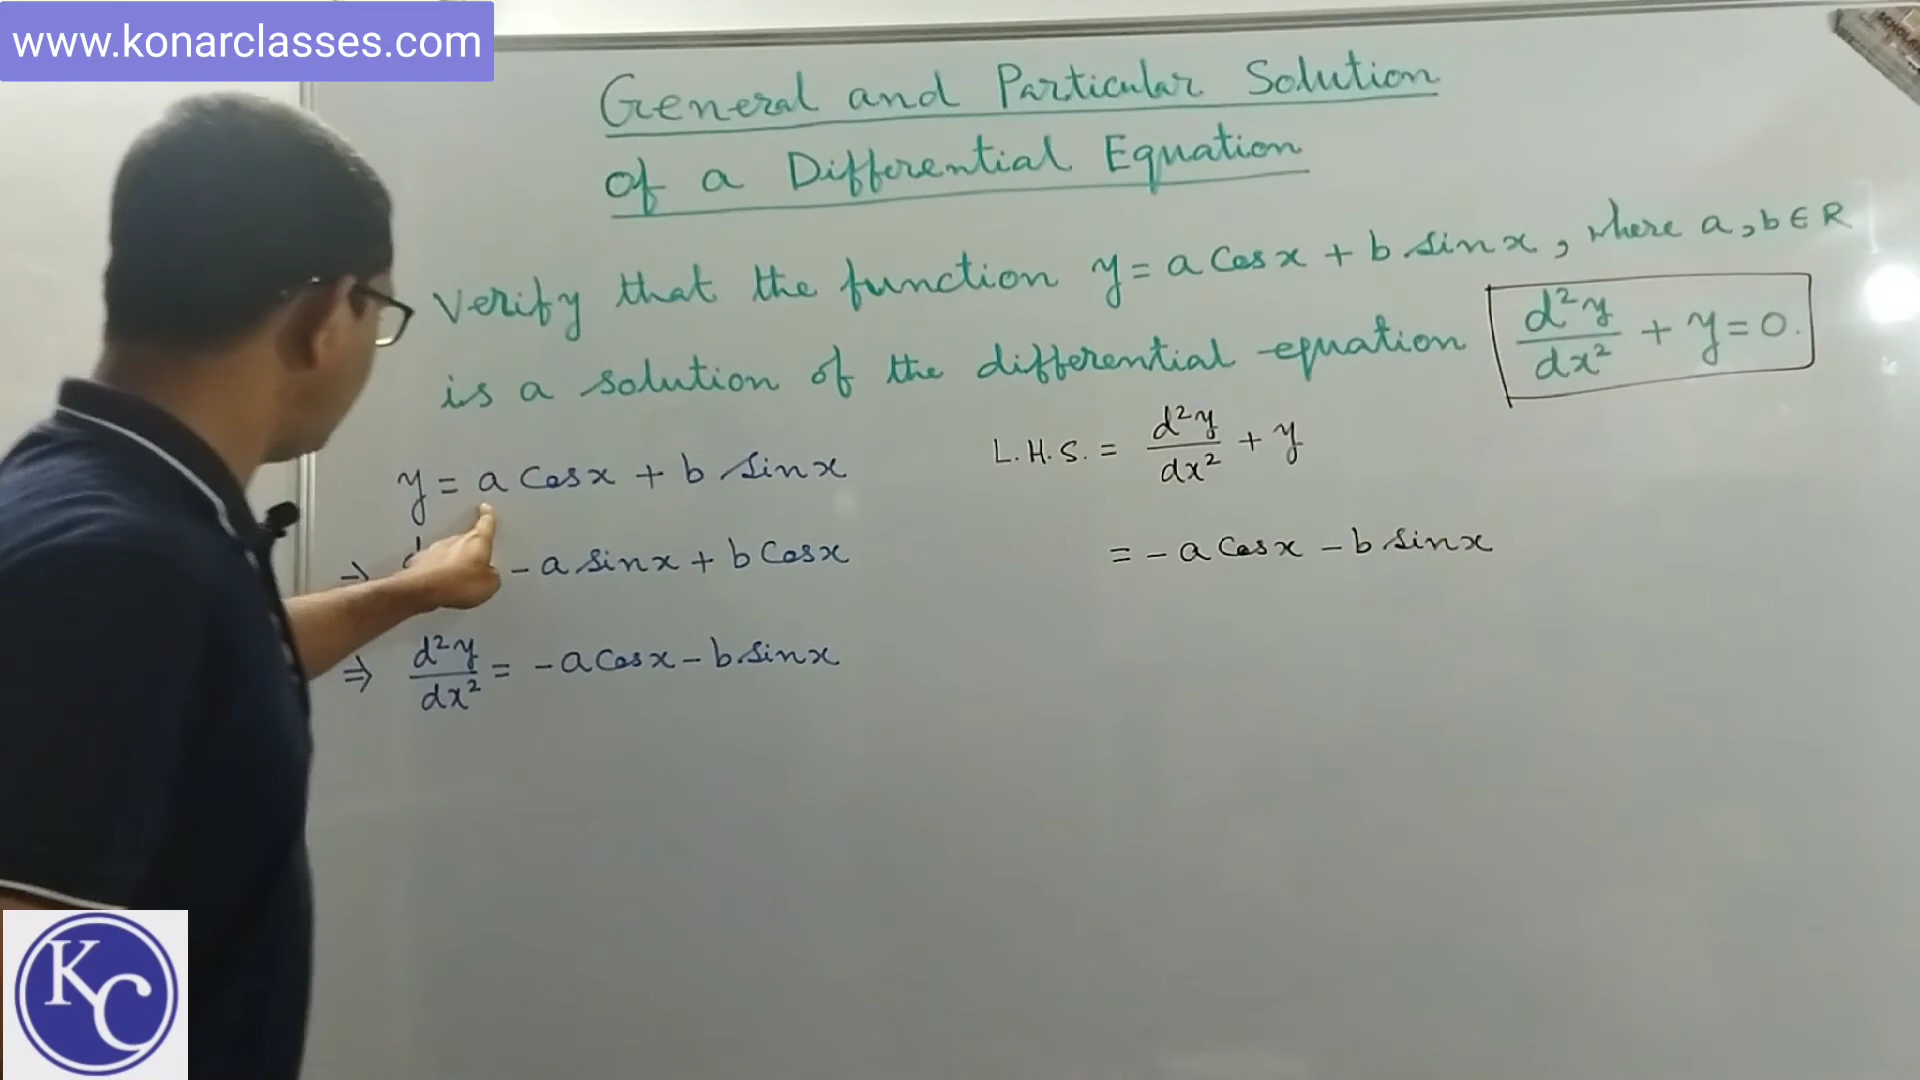 www.konarclasses.com
General and Particular Solution
of a Differential Equation
Verify that the function y = a cos x + b sin x, where a, b ∈ R
is a solution of the differential equation d²y/dx² + y = 0.
y = a cos x + b sin x
⇒ - a sin x + b cos x
⇒ d²y/dx² = - a cos x - b sin x
L.H.S. = d²y/dx² + y
= - a cos x - b sin x
KC